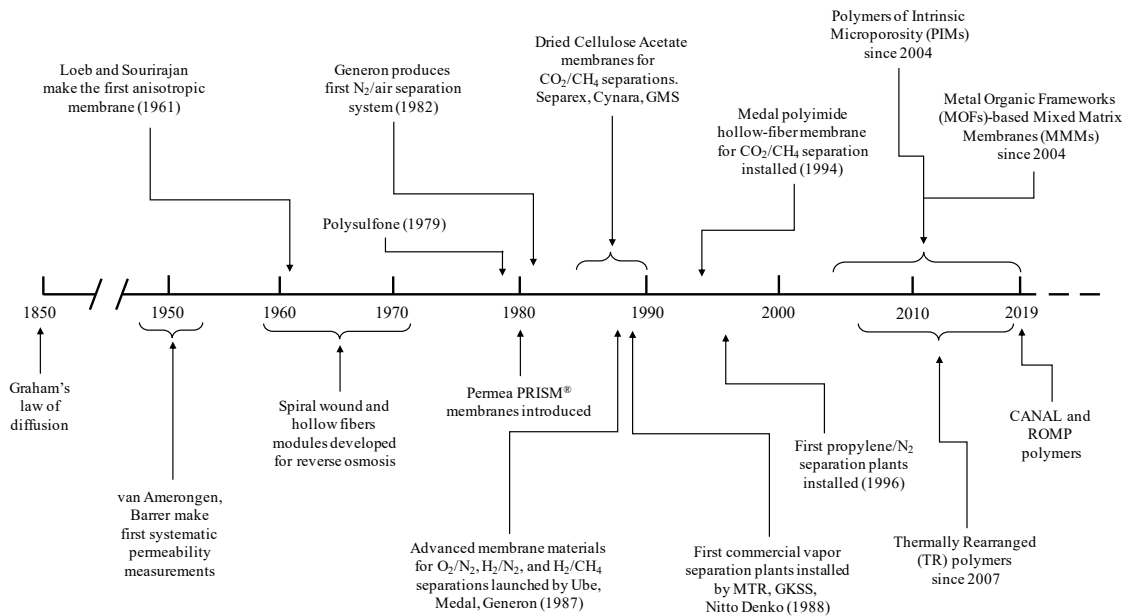 Polymers of Intrinsic
Microporosity (PIMs)
since 2004
Dried Cellulose Acetate
membranes for
CO₂/CH₄ separations.
Separex, Cynara, GMS
Loeb and Sourirajan
make the first anisotropic
membrane (1961)
Generon produces
first N₂/air separation
system (1982)
Medal polyimide
hollow-fiber membrane
for CO₂/CH₄ separation
installed (1994)
Metal Organic Frameworks
(MOFs)-based Mixed Matrix
Membranes (MMMs)
since 2004
Polysulfone (1979)
1850
1950
1960
1970
1980
1990
2000
2010
2019
Graham's
law of
diffusion
van Amerongen,
Barrer make
first systematic
permeability
measurements
Spiral wound and
hollow fibers
modules developed
for reverse osmosis
Permea PRISM®
membranes introduced
Advanced membrane materials
for O₂/N₂, H₂/N₂, and H₂/CH₄
separations launched by Ube,
Medal, Generon (1987)
First commercial vapor
separation plants installed
by MTR, GKSS,
Nitto Denko (1988)
First propylene/N₂
separation plants
installed (1996)
Thermally Rearranged
(TR) polymers
since 2007
CANAL and
ROMP
polymers